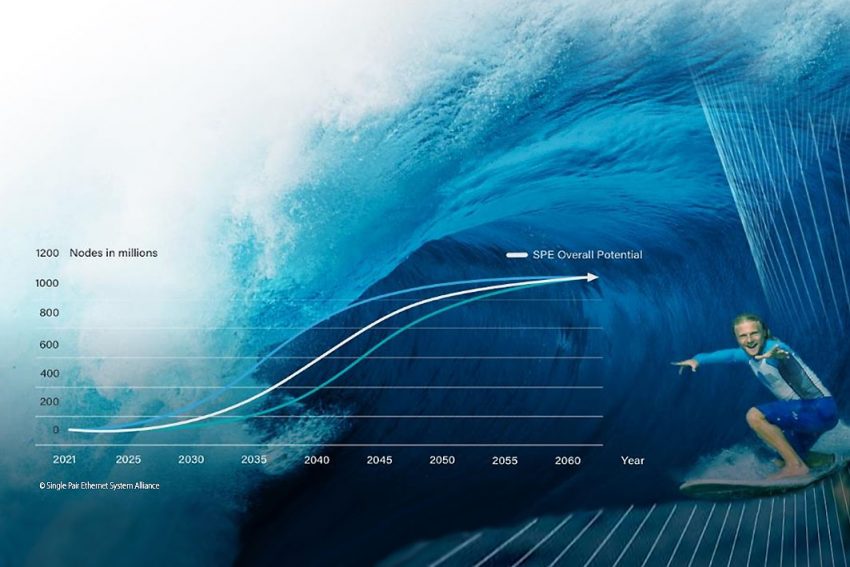 1200 Nodes in millions
SPE Overall Potential
1000
800
600
400
200
0
2021 2025 2030 2035 2040 2045 2050 2055 2060 Year
© Single Pair Ethernet System Alliance